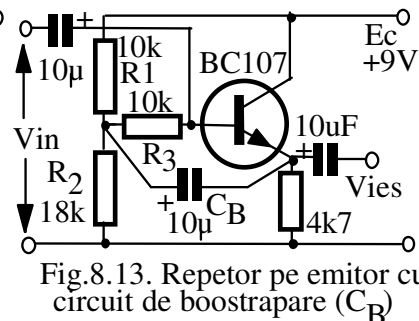 10k
10µ
R1
10k
BC107
Ec
+9V
Vin
R3
10uF
R2
18k
CB
10µ
Vies
4k7
+
+
+
Fig.8.13. Repetor pe emitor cu
circuit de boostrapare (CB)